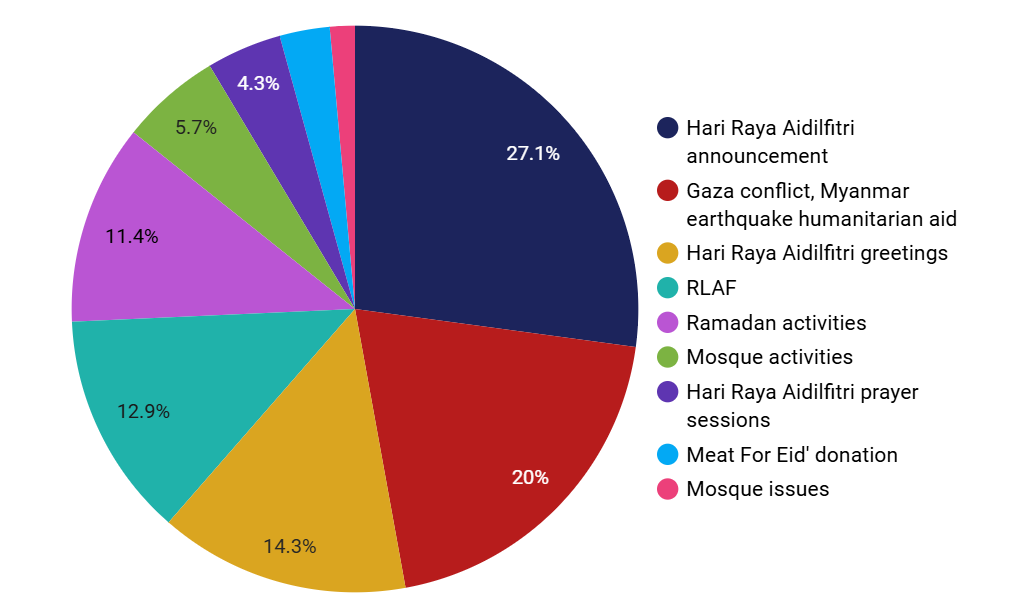 27.1%
20%
14.3%
12.9%
11.4%
5.7%
4.3%
Hari Raya Aidilfitri
announcement
Gaza conflict, Myanmar
earthquake humanitarian aid
Hari Raya Aidilfitri greetings
RLAF
Ramadan activities
Mosque activities
Hari Raya Aidilfitri prayer
sessions
Meat For Eid' donation
Mosque issues